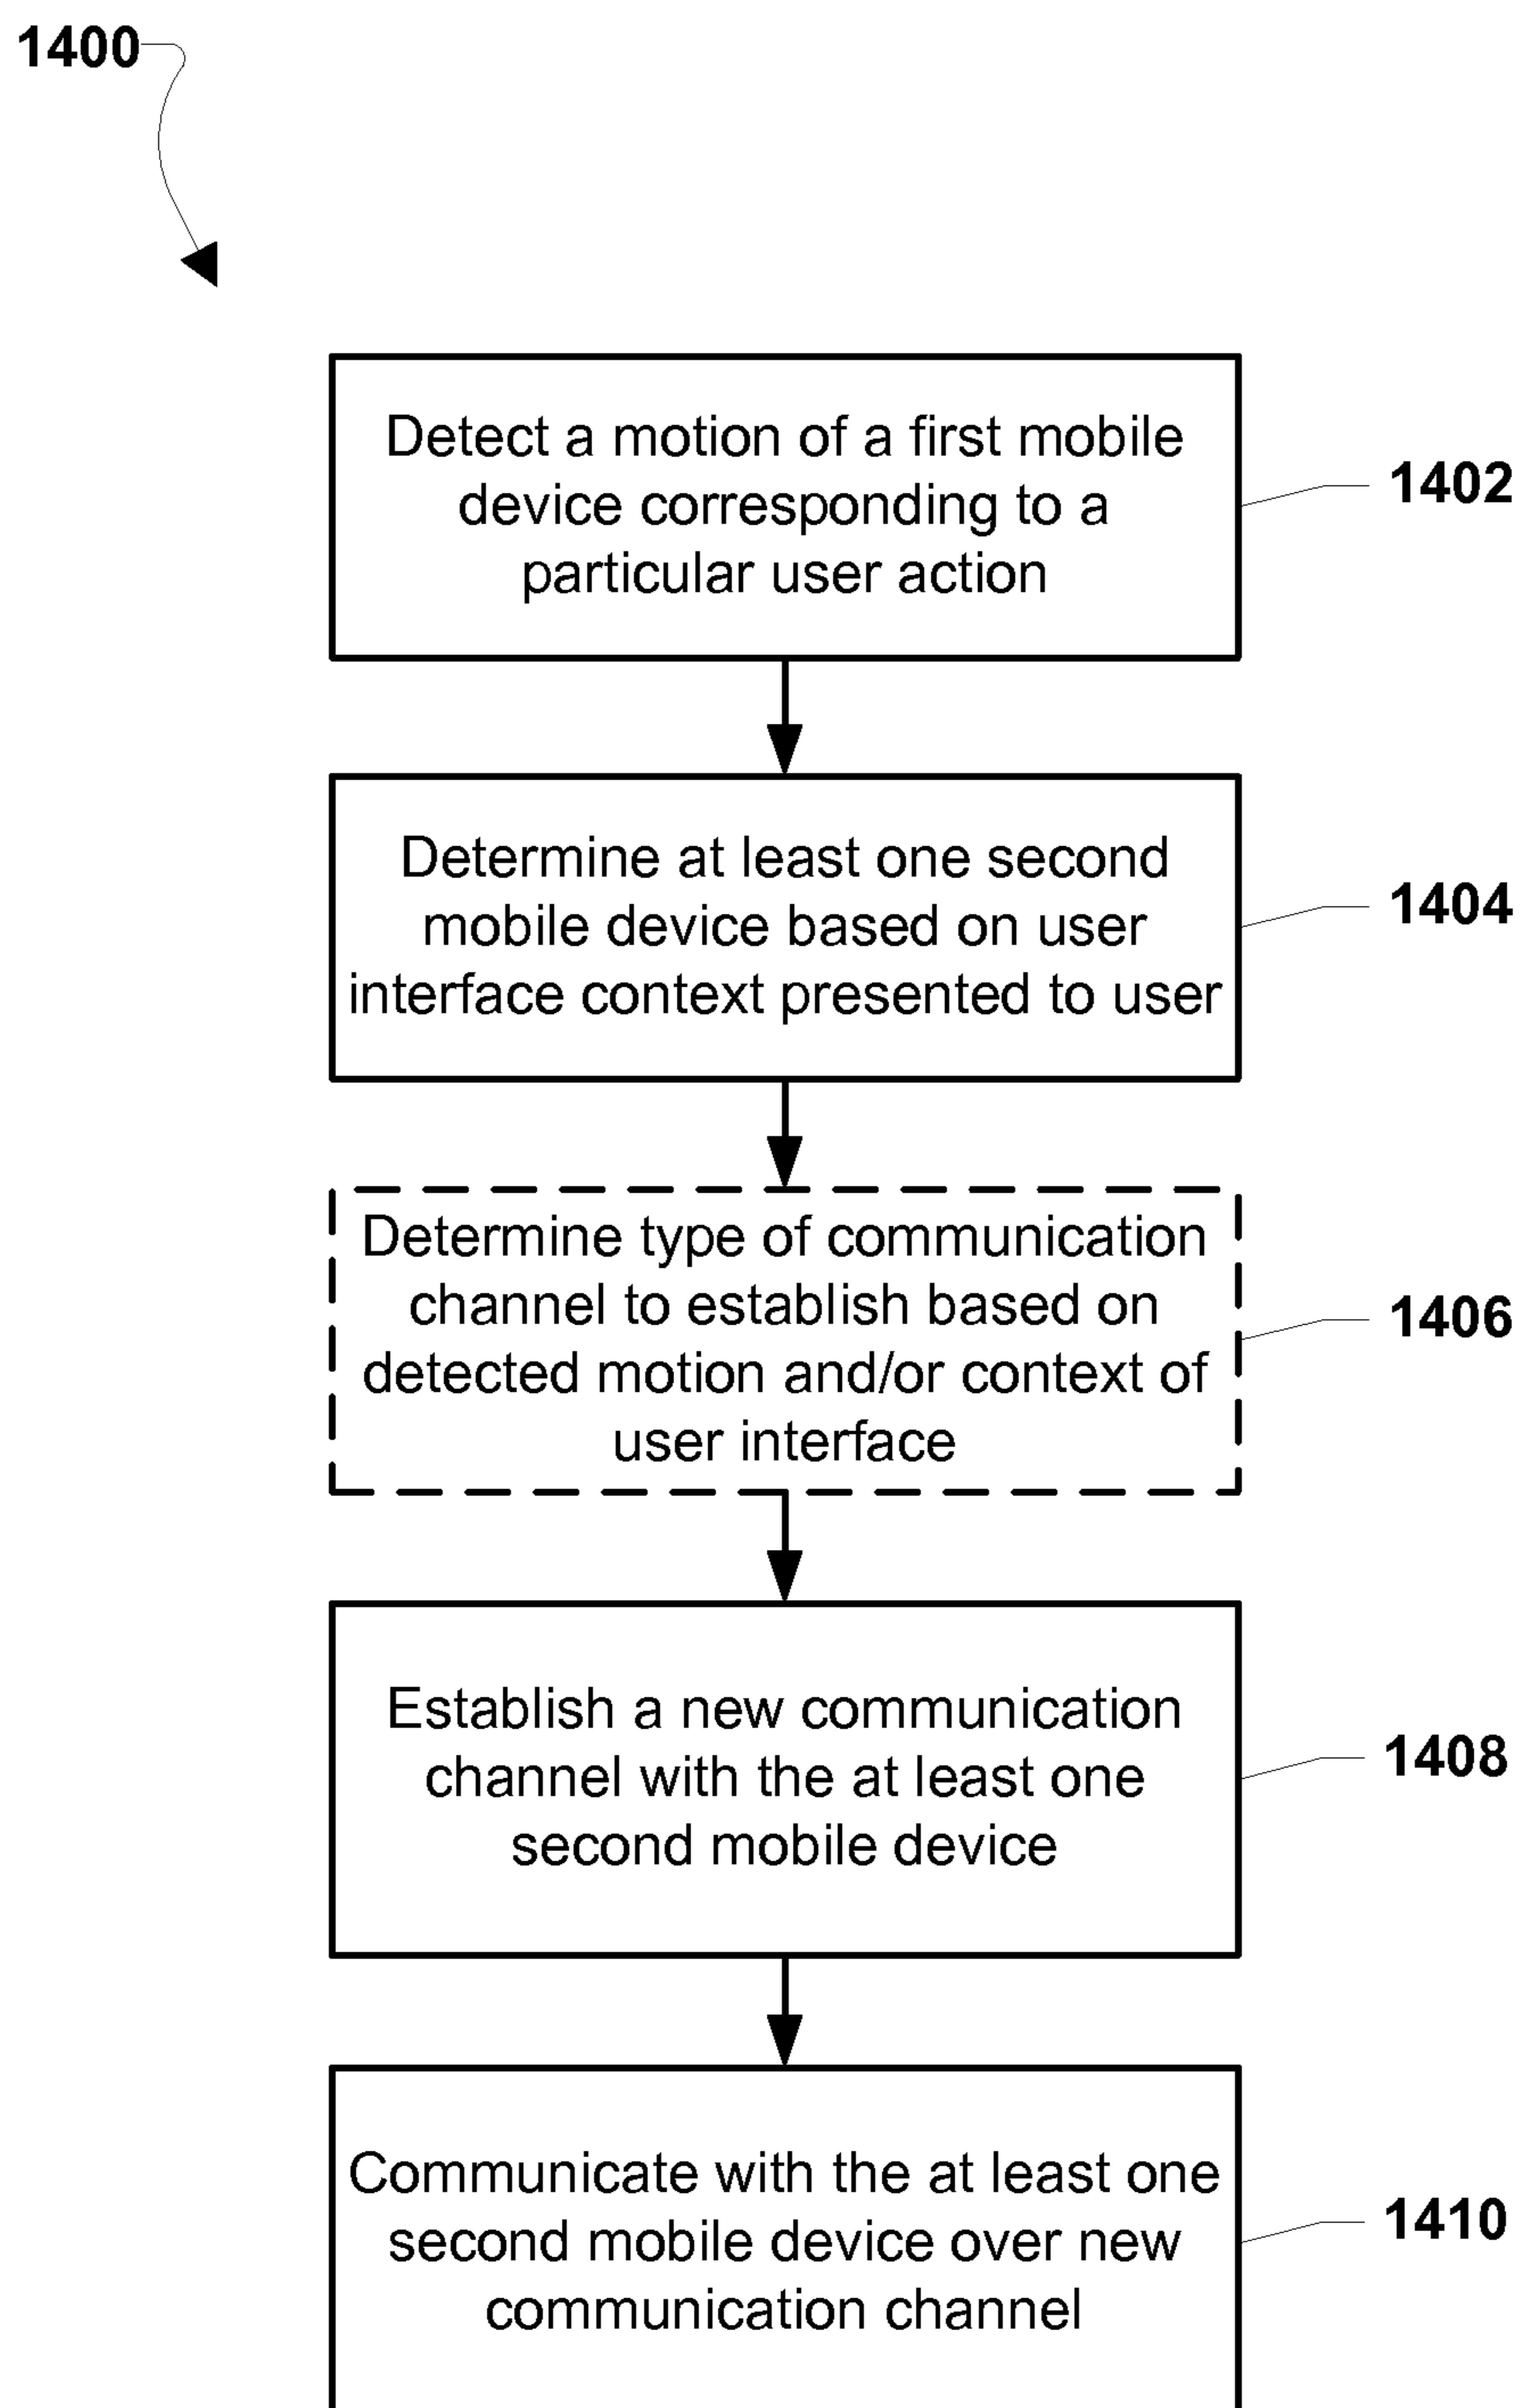 1400
Detect a motion of a first mobile
device corresponding to a
particular user action
1402
Determine at least one second
mobile device based on user
interface context presented to user
1404
Determine type of communication
channel to establish based on
detected motion and/or context of
user interface
1406
Establish a new communication
channel with the at least one
second mobile device
1408
Communicate with the at least one
second mobile device over new
communication channel
1410